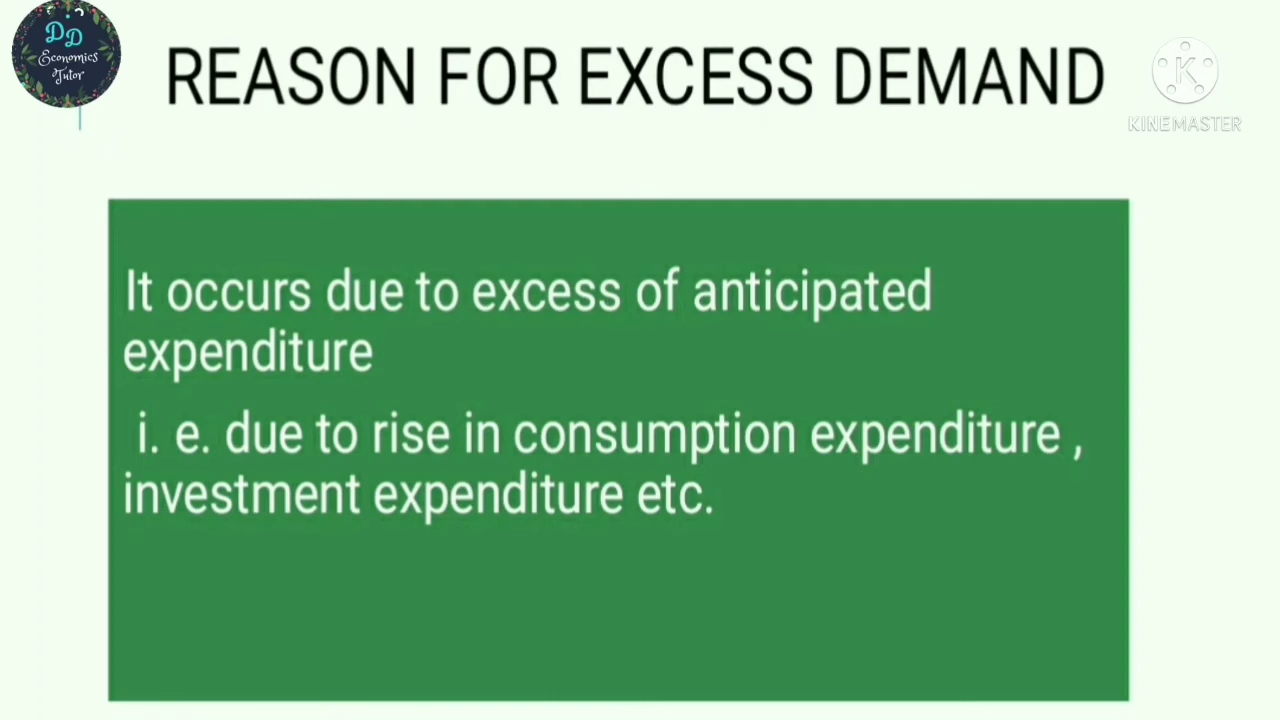 DD
Economics
Tutor
REASON FOR EXCESS DEMAND
K
KINEMASTER
It occurs due to excess of anticipated
expenditure
i. e. due to rise in consumption expenditure ,
investment expenditure etc.